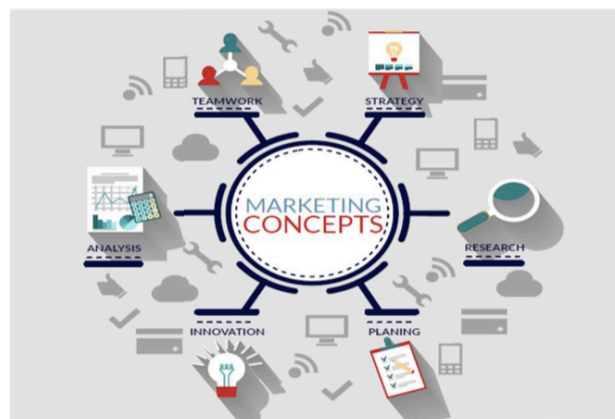 TEAMWORK
STRATEGY
MARKETING
CONCEPTS
ANALYSIS
RESEARCH
INNOVATION
PLANING